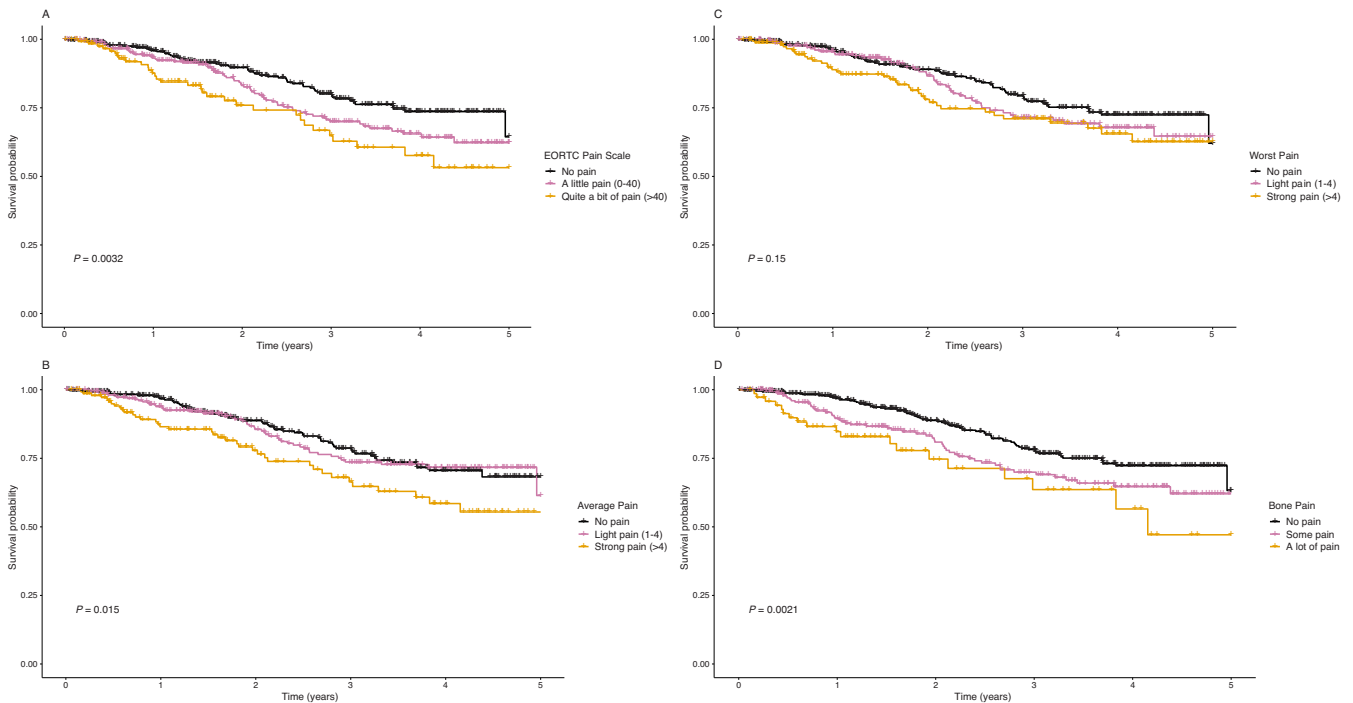 A
1.00
0.75
0.50
0.25
0.00
Survival probability
0
1
2
3
4
5
Time (years)
P = 0.0032
EORTC Pain Scale
No pain
A little pain (0-40)
Quite a bit of pain (>40)
C
1.00
0.75
0.50
0.25
0.00
Survival probability
0
1
2
3
4
5
Time (years)
P = 0.15
Worst Pain
No pain
Light pain (1-4)
Strong pain (>4)
B
1.00
0.75
0.50
0.25
0.00
Survival probability
0
1
2
3
4
5
Time (years)
P = 0.015
Average Pain
No pain
Light pain (1-4)
Strong pain (>4)
D
1.00
0.75
0.50
0.25
0.00
Survival probability
0
1
2
3
4
5
Time (years)
P = 0.0021
Bone Pain
No pain
Some pain
A lot of pain